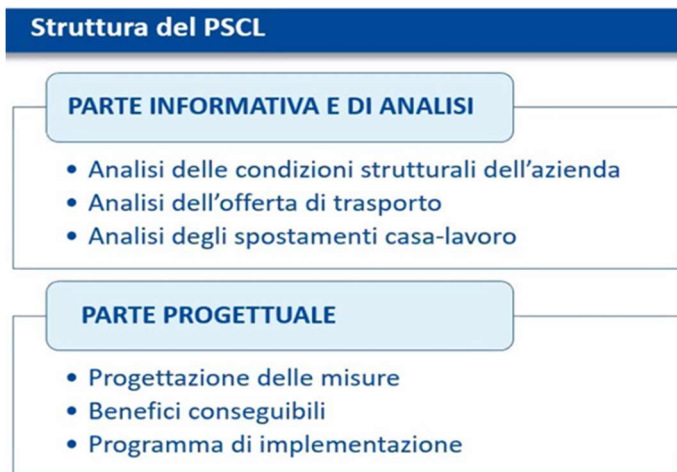 Struttura del PSCL
PARTE INFORMATIVA E DI ANALISI
• Analisi delle condizioni strutturali dell'azienda
• Analisi dell'offerta di trasporto
• Analisi degli spostamenti casa-lavoro
PARTE PROGETTUALE
• Progettazione delle misure
• Benefici conseguibili
• Programma di implementazione